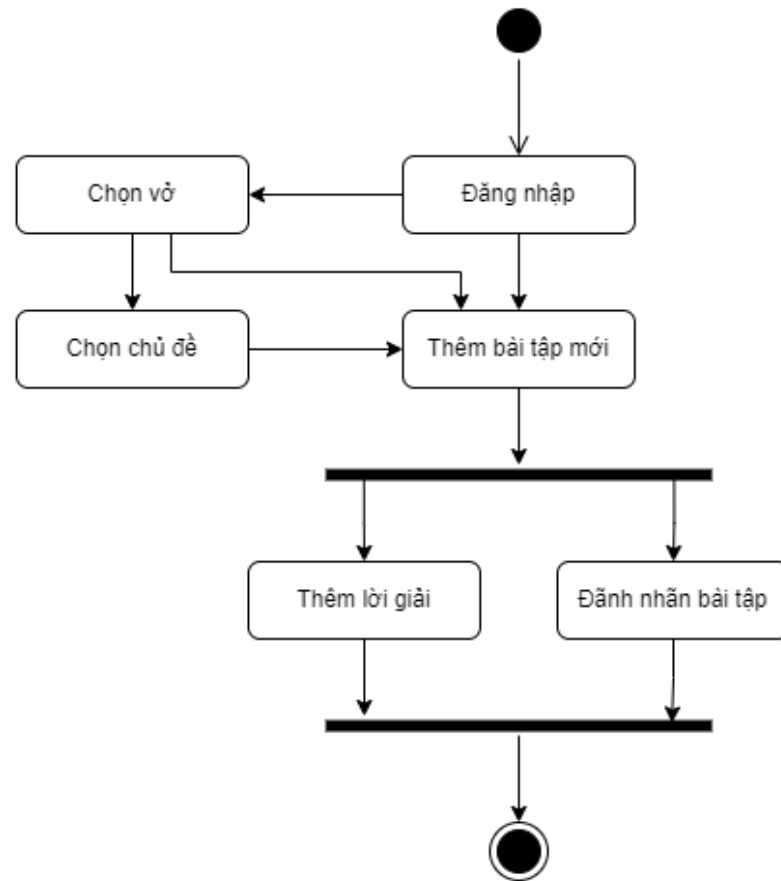 Chọn vở
Đăng nhập
Chọn chủ đề
Thêm bài tập mới
Thêm lời giải
Đãnh nhãn bài tập